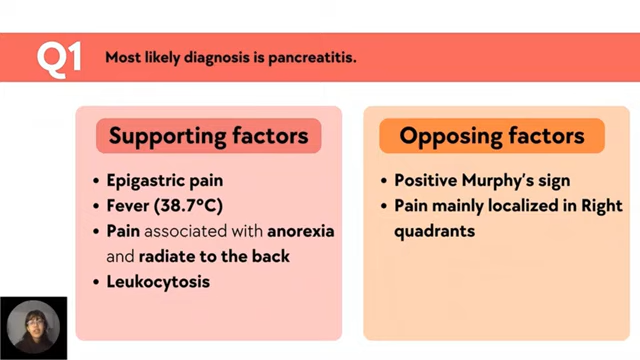 Q1
Most likely diagnosis is pancreatitis.
Supporting factors
• Epigastric pain
• Fever (38.7°C)
• Pain associated with anorexia
and radiate to the back
• Leukocytosis
Opposing factors
• Positive Murphy's sign
• Pain mainly localized in Right
quadrants